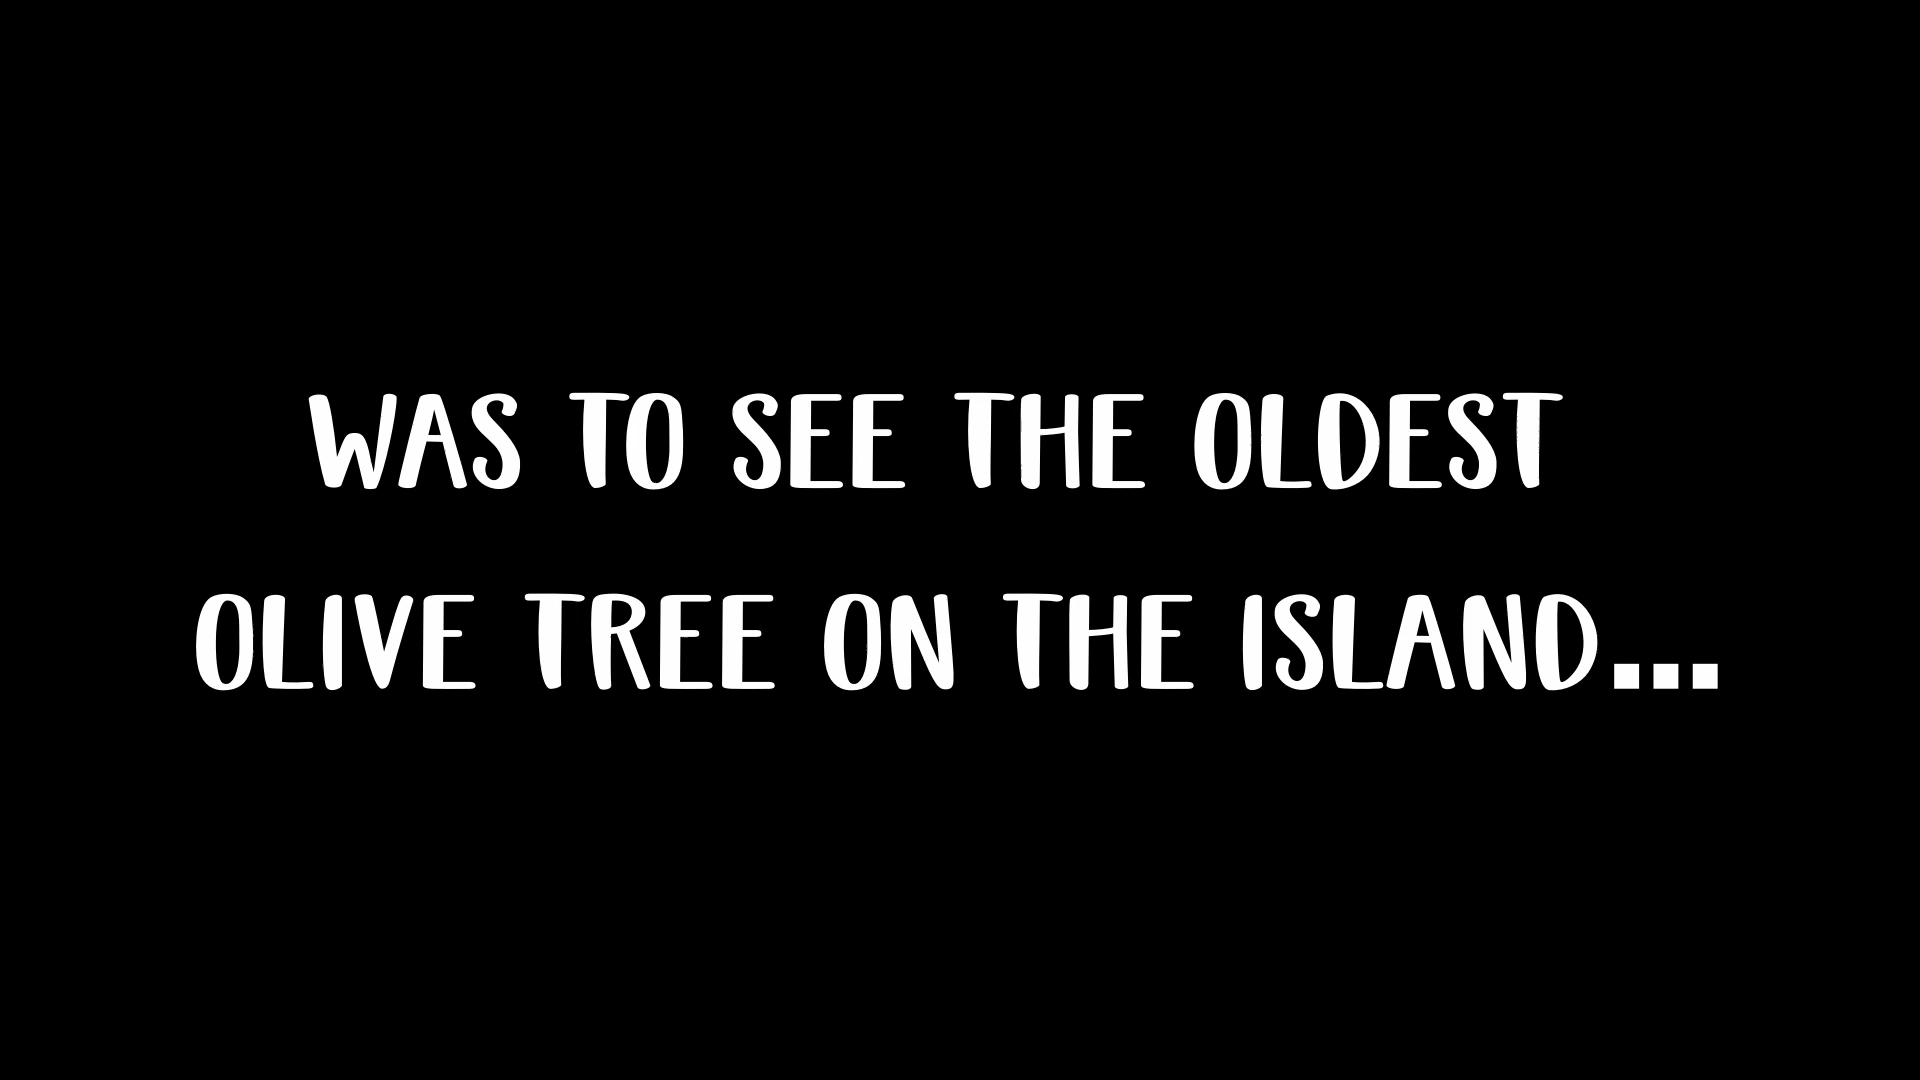 WAS TO SEE THE OLDEST
OLIVE TREE ON THE ISLAND...